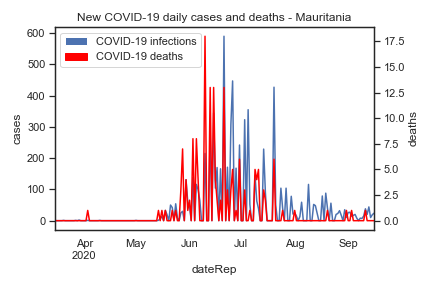 New COVID-19 daily cases and deaths - Mauritania
COVID-19 infections
COVID-19 deaths
600
500
400
300
200
100
0
cases
17.5
15.0
12.5
10.0
7.5
5.0
2.5
0.0
deaths
Apr May Jun Jul Aug Sep
2020
dateRep